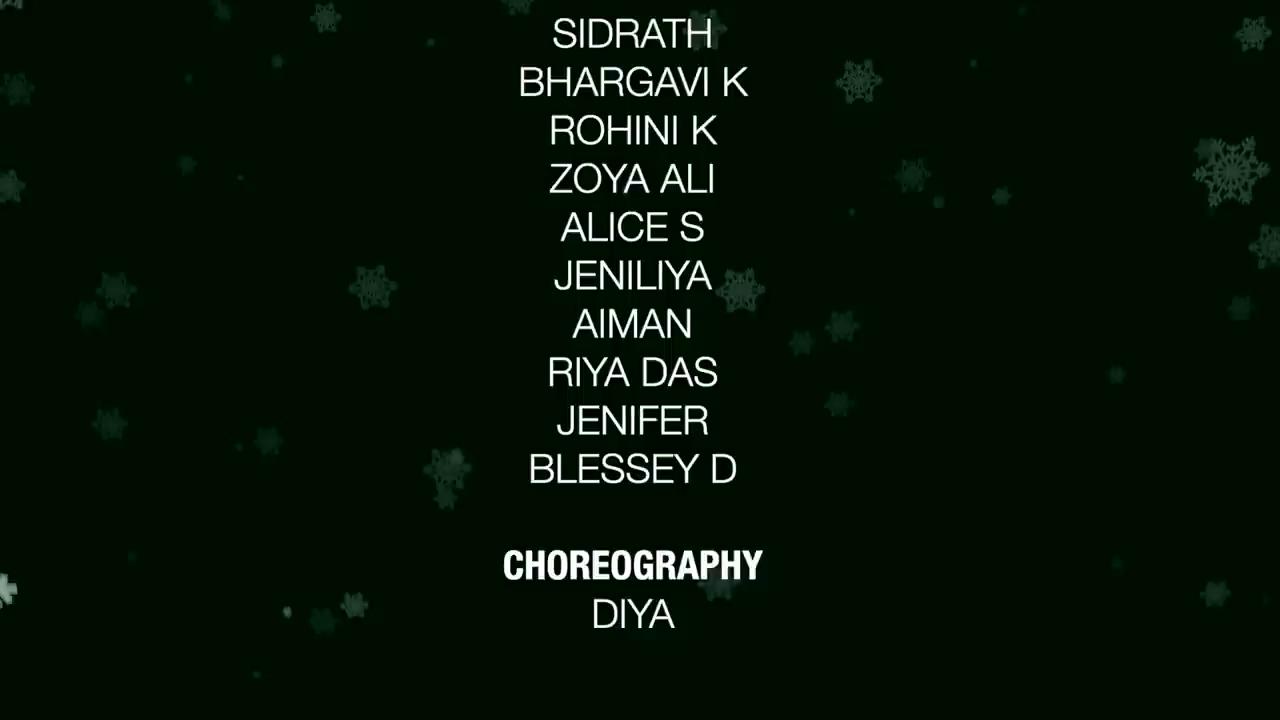 SIDRATH
BHARGAVI K
ROHINI K
ZOYA ALI
ALICE S
JENILIYA
AIMAN
RIYA DAS
JENIFER
BLESSEY D
CHOREOGRAPHY
DIYA